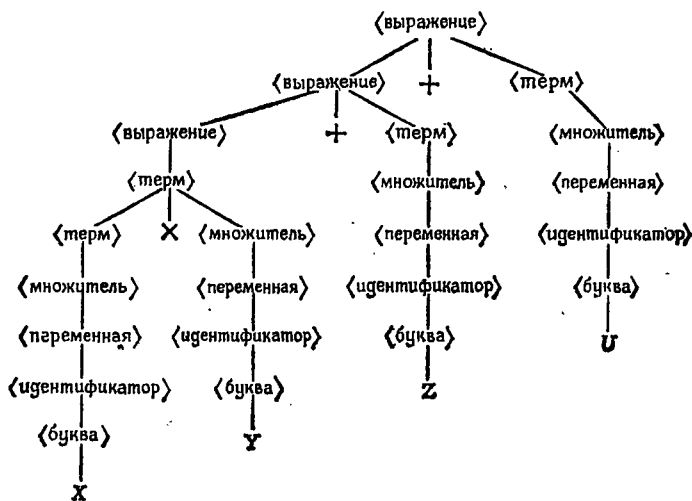 ⟨выражение⟩
⟨выражение⟩ + ⟨терм⟩
⟨выражение⟩ + ⟨терм⟩ ⟨множитель⟩
⟨терм⟩ ⟨множитель⟩ ⟨переменная⟩
⟨терм⟩ × ⟨множитель⟩ ⟨переменная⟩ ⟨идентификатор⟩
⟨множитель⟩ ⟨переменная⟩ ⟨идентификатор⟩ ⟨буква⟩
⟨переменная⟩ ⟨идентификатор⟩ ⟨буква⟩ U
⟨идентификатор⟩ ⟨буква⟩ Z
⟨буква⟩ Y
X